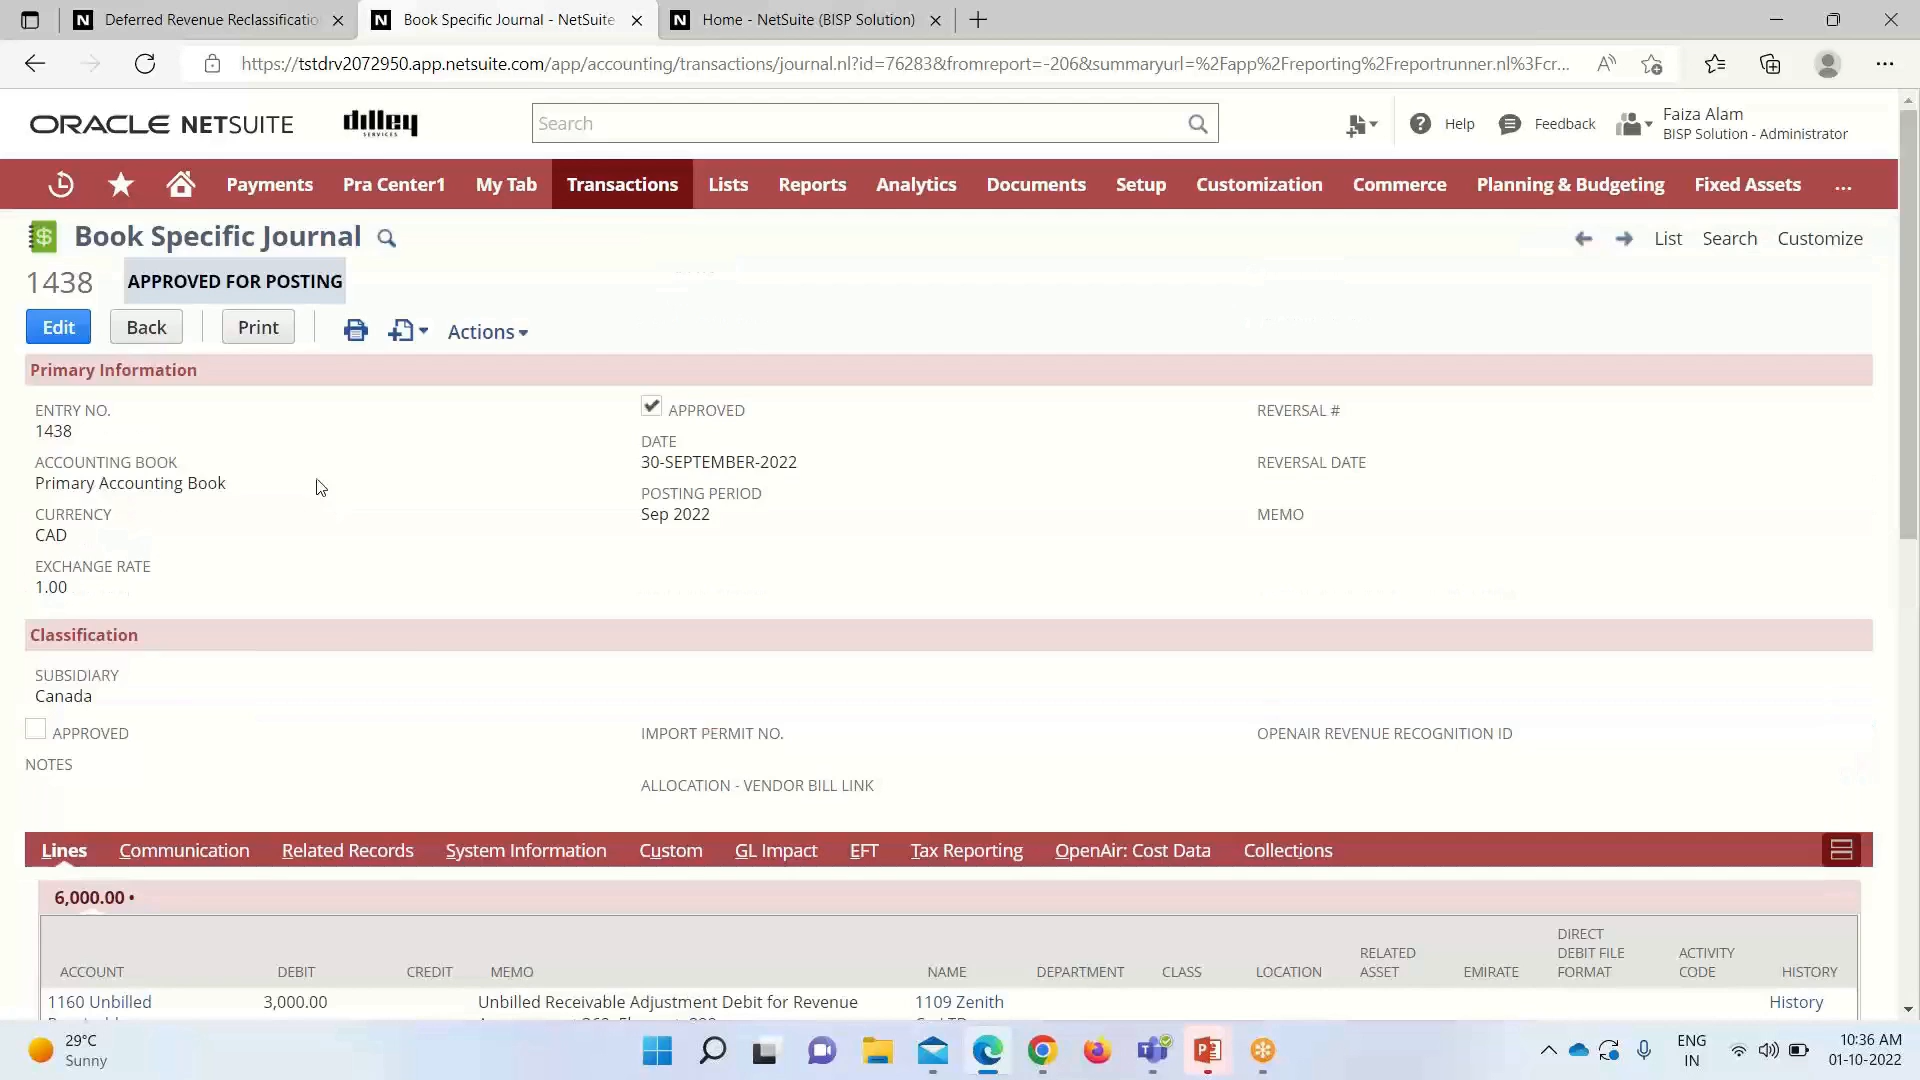 Deferred Revenue Reclassificatio
Book Specific Journal - NetSuite
Home - NetSuite (BISP Solution)
https://tstdrv2072950.app.netsuite.com/app/accounting/transactions/journal.nl?id=76283&fromreport=-206&summaryurl=%2Fapp%2Freporting%2Freportrunner.nl%3Fcr...
ORACLE NETSUITE
dilley
SERVICES
Search
Help
Feedback
Faiza Alam
BISP Solution - Administrator
Payments Pra Center1 My Tab Transactions Lists Reports Analytics Documents Setup Customization Commerce Planning & Budgeting Fixed Assets ...
Book Specific Journal
List Search Customize
1438 APPROVED FOR POSTING
Edit Back Print Actions
Primary Information
ENTRY NO.
1438
ACCOUNTING BOOK
Primary Accounting Book
CURRENCY
CAD
EXCHANGE RATE
1.00
APPROVED
DATE
30-SEPTEMBER-2022
POSTING PERIOD
Sep 2022
REVERSAL #
REVERSAL DATE
MEMO
Classification
SUBSIDIARY
Canada
APPROVED
NOTES
IMPORT PERMIT NO.
ALLOCATION - VENDOR BILL LINK
OPENAIR REVENUE RECOGNITION ID
Lines Communication Related Records System Information Custom GL Impact EFT Tax Reporting OpenAir: Cost Data Collections
6,000.00 •
ACCOUNT DEBIT CREDIT MEMO NAME DEPARTMENT CLASS LOCATION RELATED ASSET EMIRATE DIRECT DEBIT FILE FORMAT ACTIVITY CODE HISTORY
1160 Unbilled 3,000.00 Unbilled Receivable Adjustment Debit for Revenue 1109 Zenith History
29°C
Sunny
ENG
IN
10:36 AM
01-10-2022